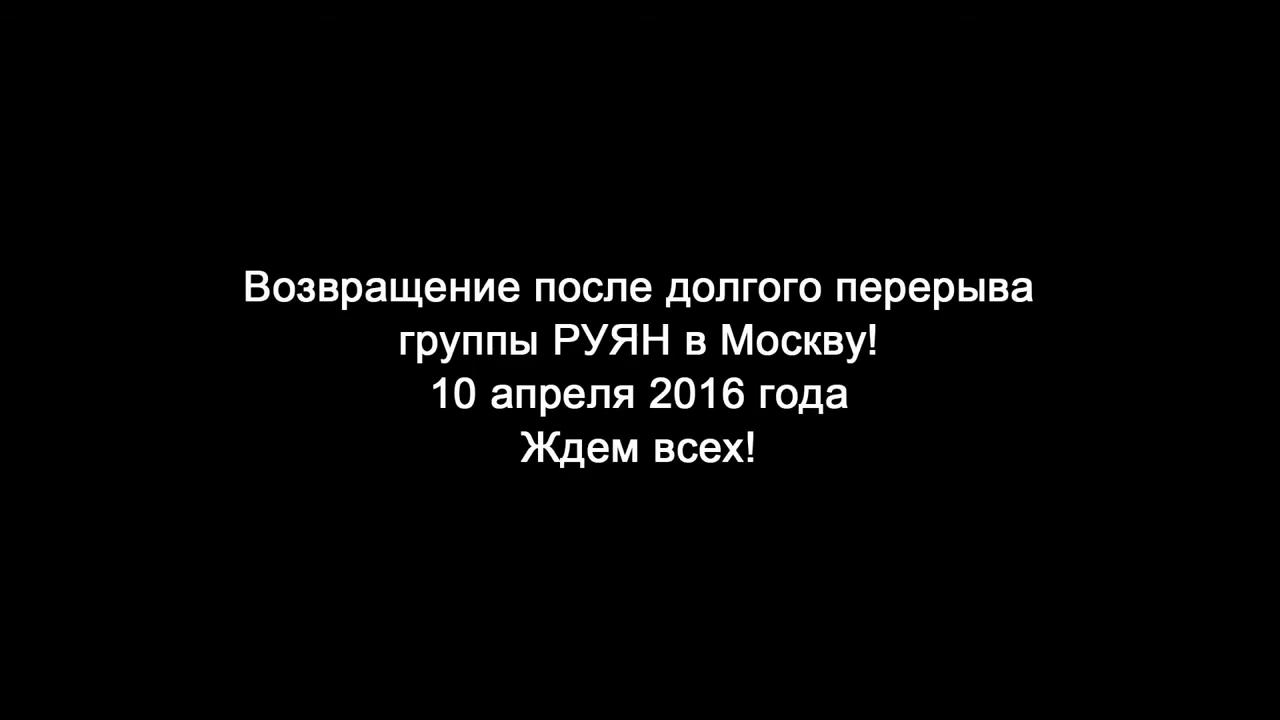 Возвращение после долгого перерыва
группы РУЯН в Москву!
10 апреля 2016 года
Ждем всех!